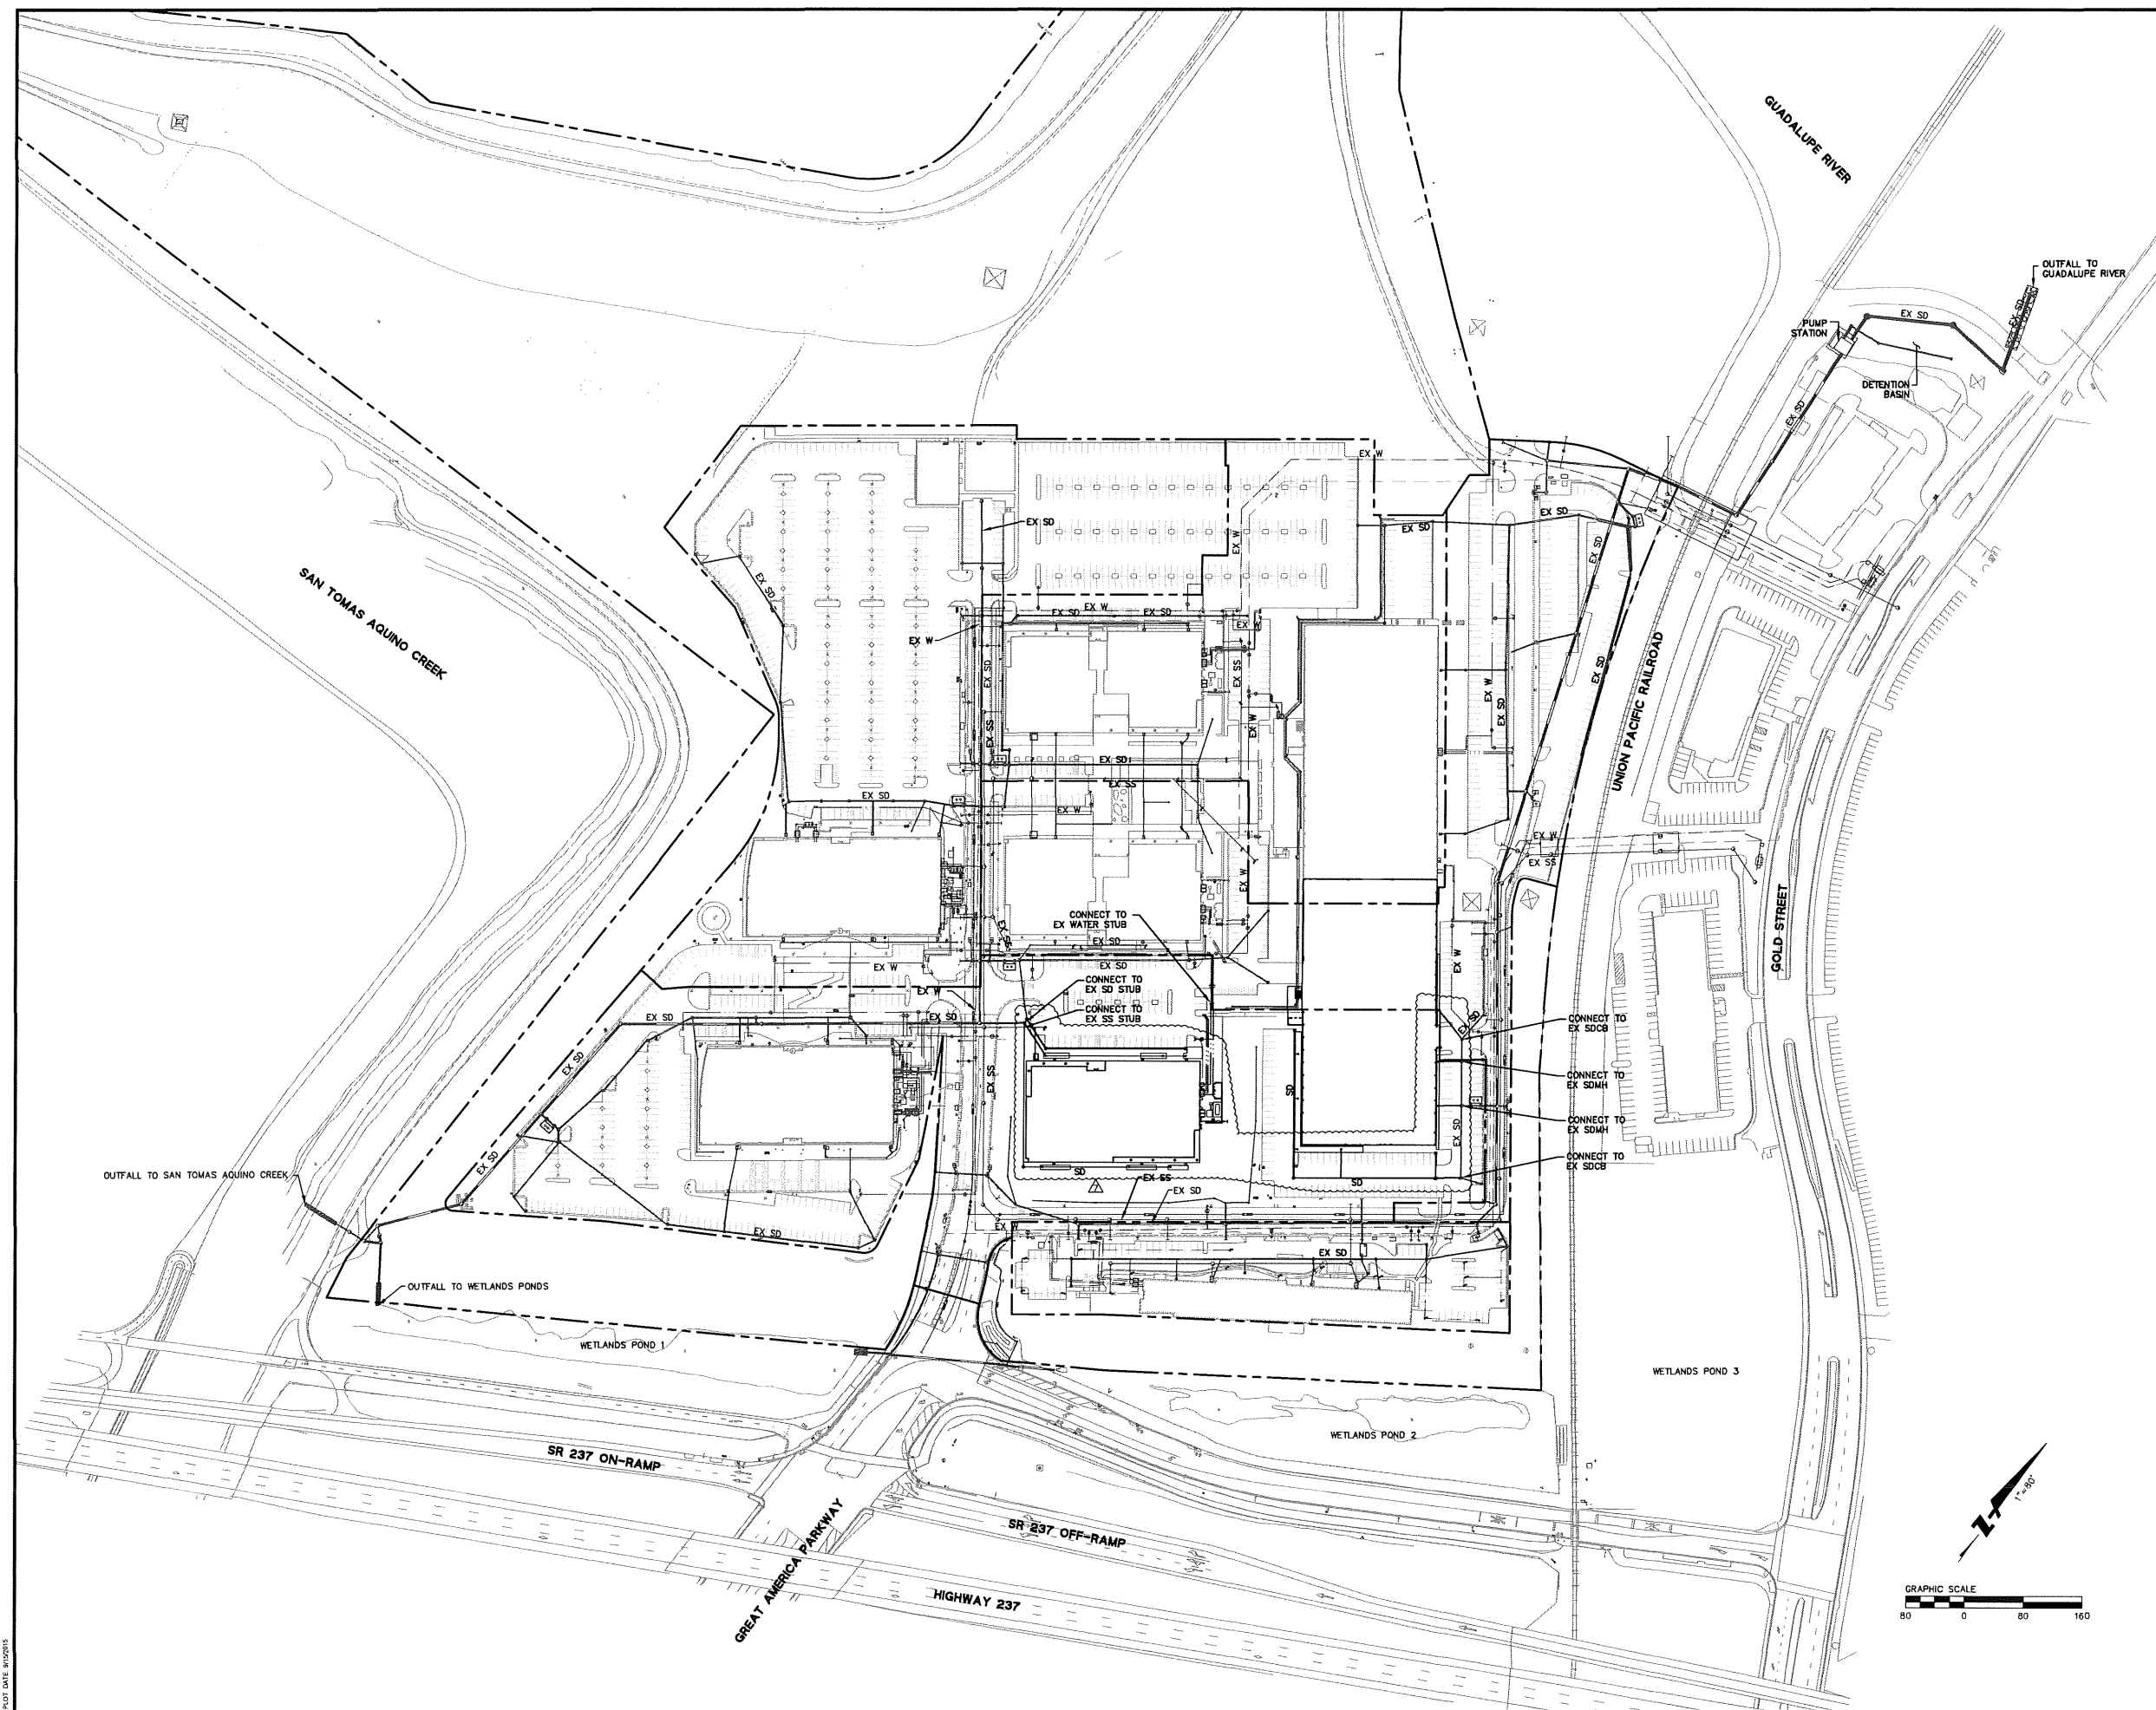 GUADALUPE RIVER
OUTFALL TO
GUADALUPE RIVER
EX SD
EX SD
PUMP
STATION
DETENTION
BASIN
EX SD
EX W
EX SD
EX SD
EX SD
EX W
EX SD
EX SD
EX W
EX SD
EX SD
EX W
EX W
SAN TOMAS AQUINO CREEK
EX SD
EX SS
EX SD
UNION PACIFIC RAILROAD
EX W
EX SD
EX SS
EX W
EX SD
EX SS
EX SD
EX W
EX W
EX SS
EX W
CONNECT TO
EX WATER STUB
GOLD STREET
EX SS
EX SD
EX SD
EX W
EX W
CONNECT TO
EX SD STUB
EX W
CONNECT TO
EX SS STUB
EX SD
EX SD
EX SD
CONNECT TO
EX SDCB
EX SD
EX SS
CONNECT TO
EX SDMH
SD
CONNECT TO
EX SDMH
EX SD
CONNECT TO
EX SDCB
EX SD
OUTFALL TO SAN TOMAS AQUINO CREEK
SD
EX SS
SD
EX SD
EX SD
EX W
EX SD
OUTFALL TO WETLANDS PONDS
WETLANDS POND 1
WETLANDS POND 3
WETLANDS POND 2
SR 237 ON-RAMP
SR 237 OFF-RAMP
GREAT AMERICA PARKWAY
HIGHWAY 237
Z
1"=80'
GRAPHIC SCALE
80 0 80 160
PLOT DATE: 9/15/2015